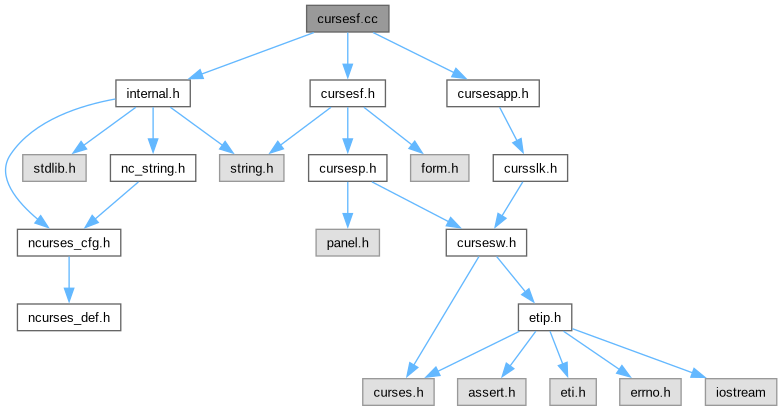 cursesf.cc
internal.h
cursesf.h
cursesapp.h
stdlib.h
nc_string.h
string.h
cursesp.h
form.h
cursslk.h
ncurses_cfg.h
panel.h
cursesw.h
ncurses_def.h
etip.h
curses.h
assert.h
eti.h
errno.h
iostream